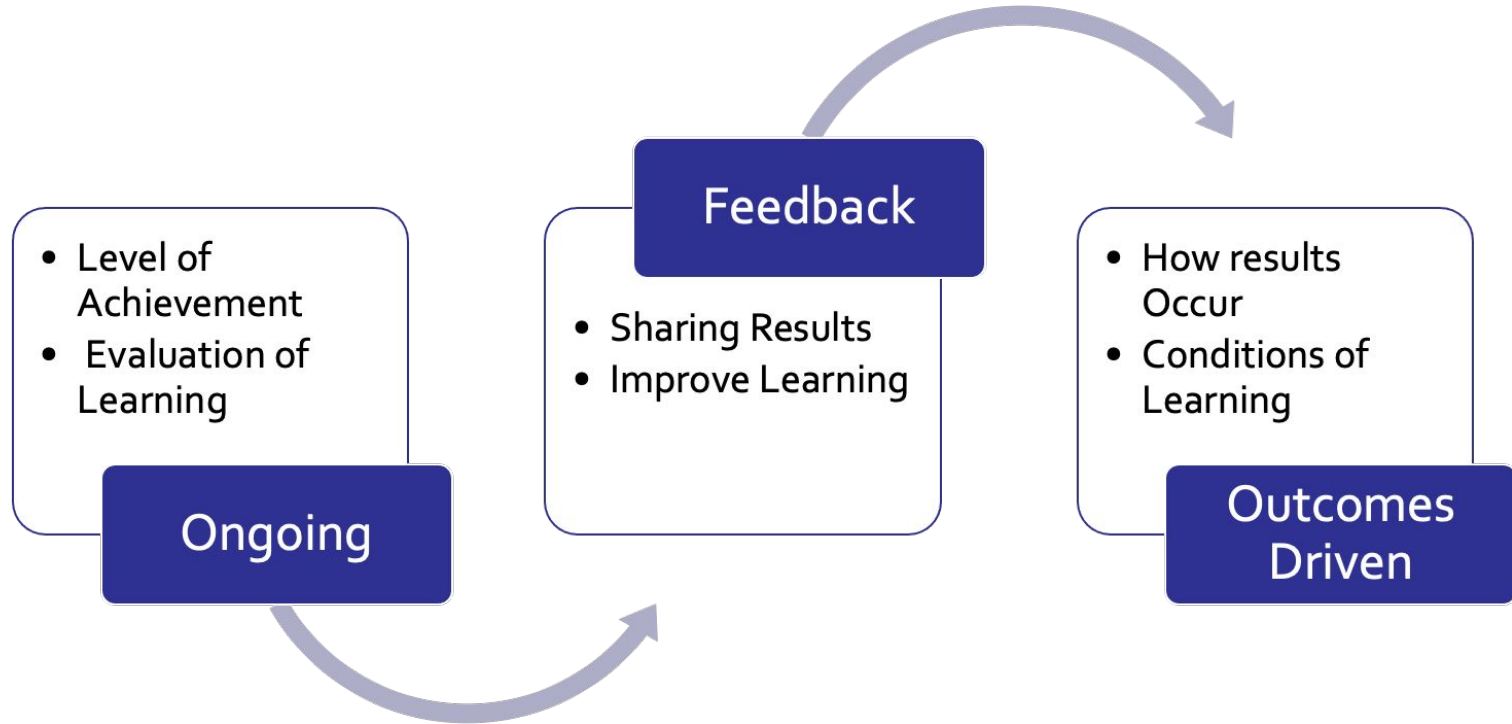 • Level of
Achievement
• Evaluation of
Learning
Ongoing
Feedback
• Sharing Results
• Improve Learning
• How results
Occur
• Conditions of
Learning
Outcomes
Driven